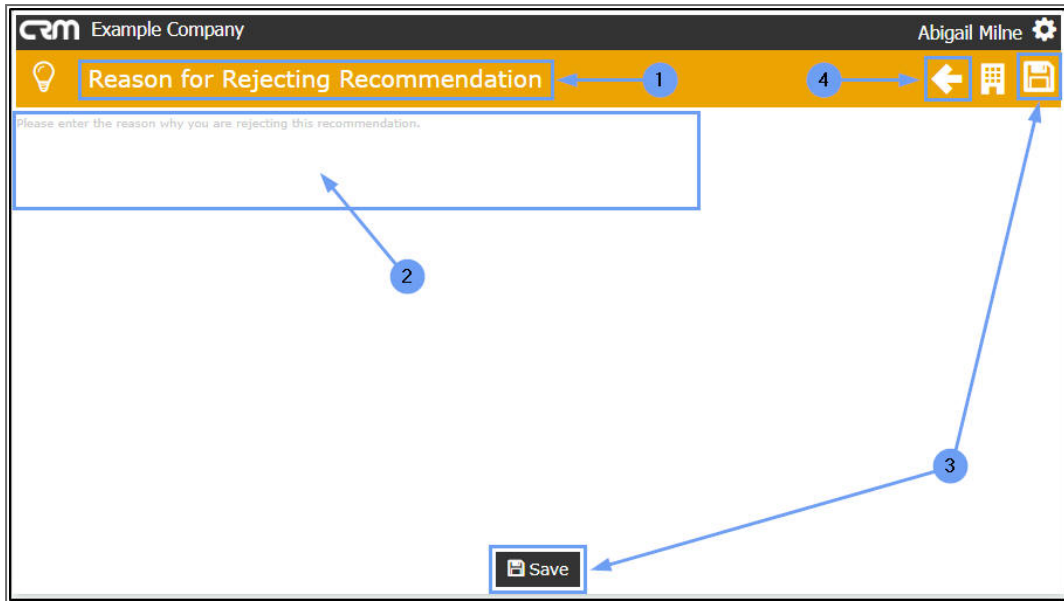 CRM Example Company Abigail Milne
Reason for Rejecting Recommendation 1 4
Please enter the reason why you are rejecting this recommendation.
2
3
Save